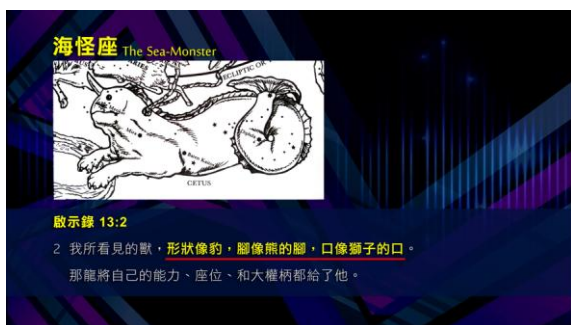 海怪座 The Sea-Monster
ECLIPTIC OR
CETUS
啟示錄 13:2
2 我所看見的獸，形狀像豹，腳像熊的腳，口像獅子的口。
那龍將自己的能力、座位、和大權柄都給了他。